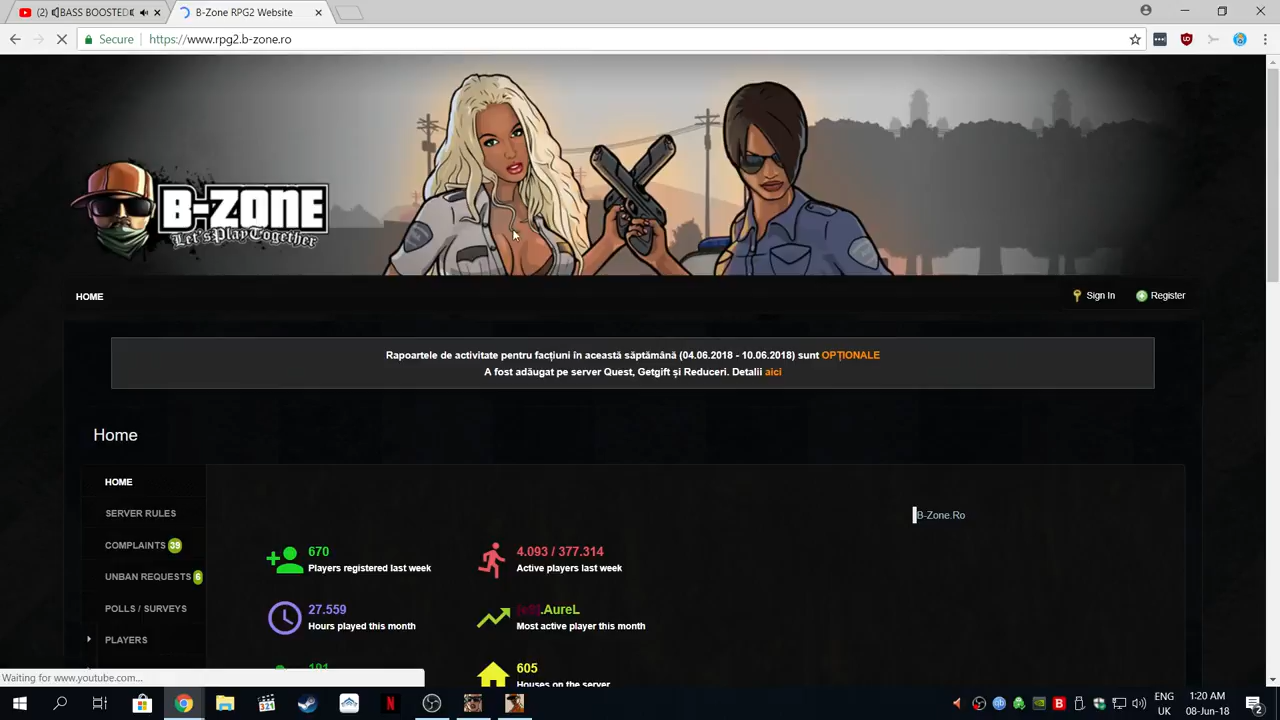 (2) BASS BOOSTED
B-Zone RPG2 Website
Secure
https://www.rpg2.b-zone.ro
B-ZONE
Let'sPlayTogether
HOME
Sign In
Register
Rapoartele de activitate pentru facțiuni în această săptămână (04.06.2018 - 10.06.2018) sunt OPȚIONALE
A fost adăugat pe server Quest, Getgift și Reduceri. Detalii aici
Home
HOME
SERVER RULES
COMPLAINTS 39
UNBAN REQUESTS 6
POLLS / SURVEYS
PLAYERS
B-Zone.Ro
670
Players registered last week
4.093 / 377.314
Active players last week
27.559
Hours played this month
.AureL
Most active player this month
191
605
Houses on the server
Waiting for www.youtube.com...
321
ENG
UK
1:20 AM
08-Jun-18
2